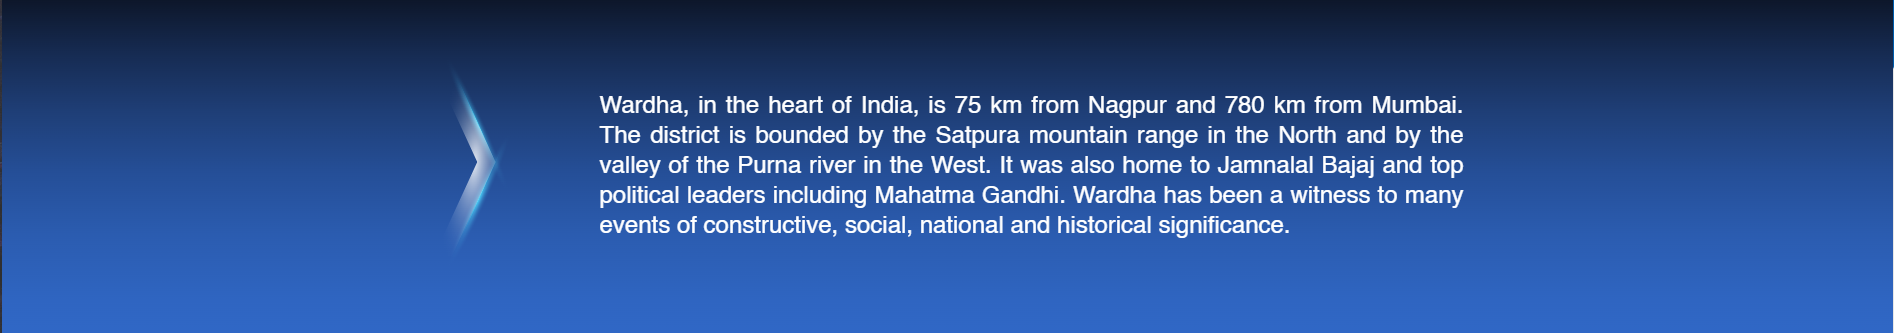 Wardha, in the heart of India, is 75 km from Nagpur and 780 km from Mumbai.
The district is bounded by the Satpura mountain range in the North and by the
valley of the Purna river in the West. It was also home to Jamnalal Bajaj and top
political leaders including Mahatma Gandhi. Wardha has been a witness to many
events of constructive, social, national and historical significance.